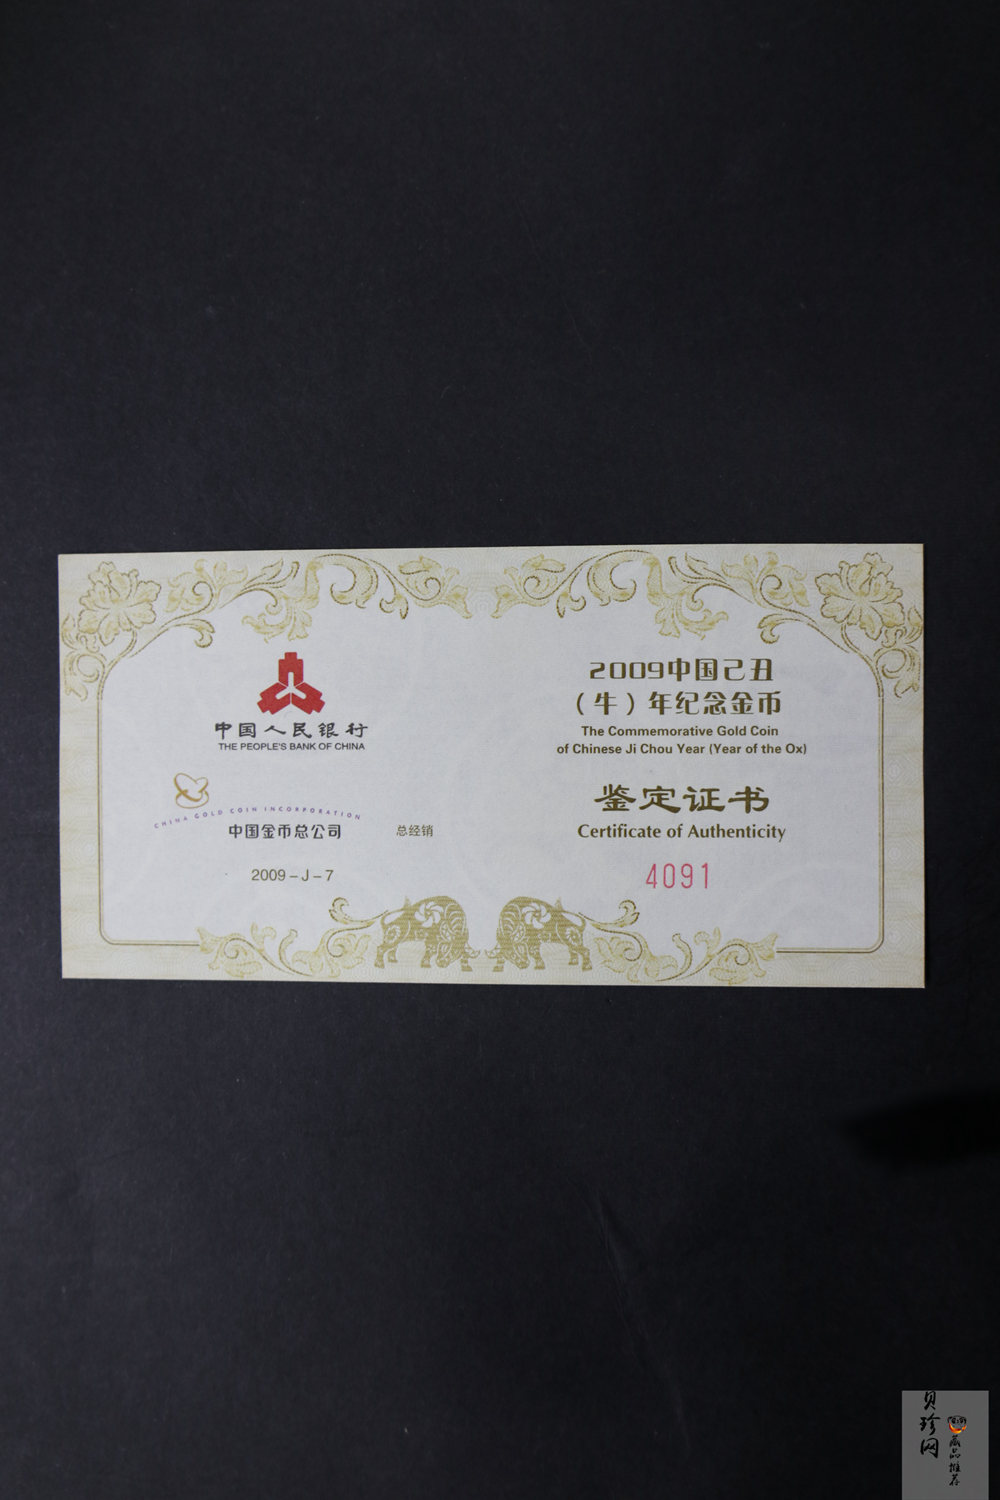 中国人民银行
THE PEOPLE'S BANK OF CHINA
CHINA GOLD COIN INCORPORATION
中国金币总公司
总经销
2009-J-7
2009中国己丑
(牛)年纪念金币
The Commemorative Gold Coin
of Chinese Ji Chou Year (Year of the Ox)
鉴定证书
Certificate of Authenticity
4091
贝珍网
藏品推荐